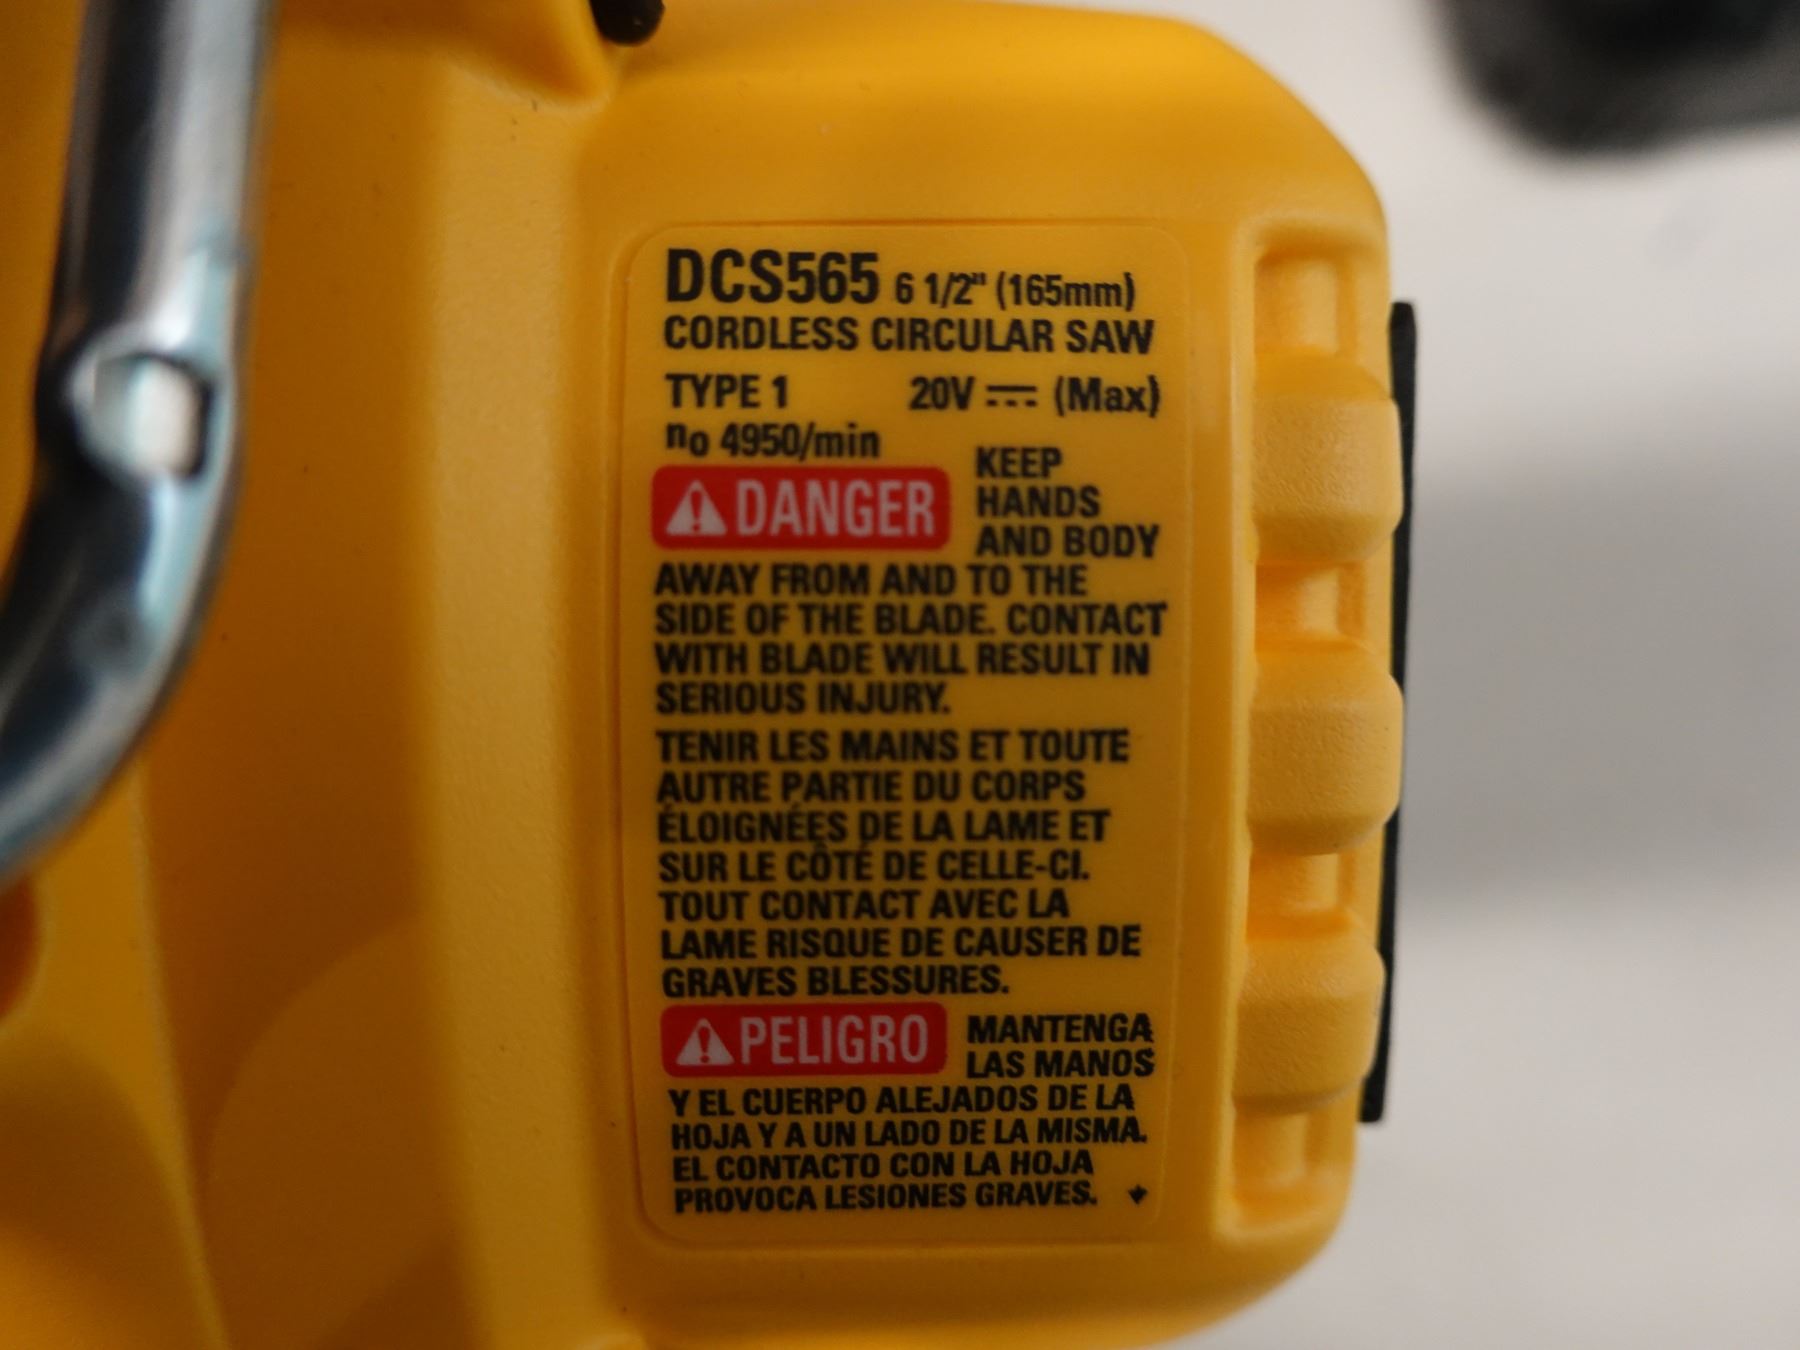 DCS565 6 1/2" (165mm)
CORDLESS CIRCULAR SAW
TYPE 1 20V ⎓ (Max)
no 4950/min
⚠DANGER KEEP
HANDS
AND BODY
AWAY FROM AND TO THE
SIDE OF THE BLADE. CONTACT
WITH BLADE WILL RESULT IN
SERIOUS INJURY.
TENIR LES MAINS ET TOUTE
AUTRE PARTIE DU CORPS
ÉLOIGNÉES DE LA LAME ET
SUR LE CÔTÉ DE CELLE-CI.
TOUT CONTACT AVEC LA
LAME RISQUE DE CAUSER DE
GRAVES BLESSURES.
⚠PELIGRO MANTENGA
LAS MANOS
Y EL CUERPO ALEJADOS DE LA
HOJA Y A UN LADO DE LA MISMA.
EL CONTACTO CON LA HOJA
PROVOCA LESIONES GRAVES.